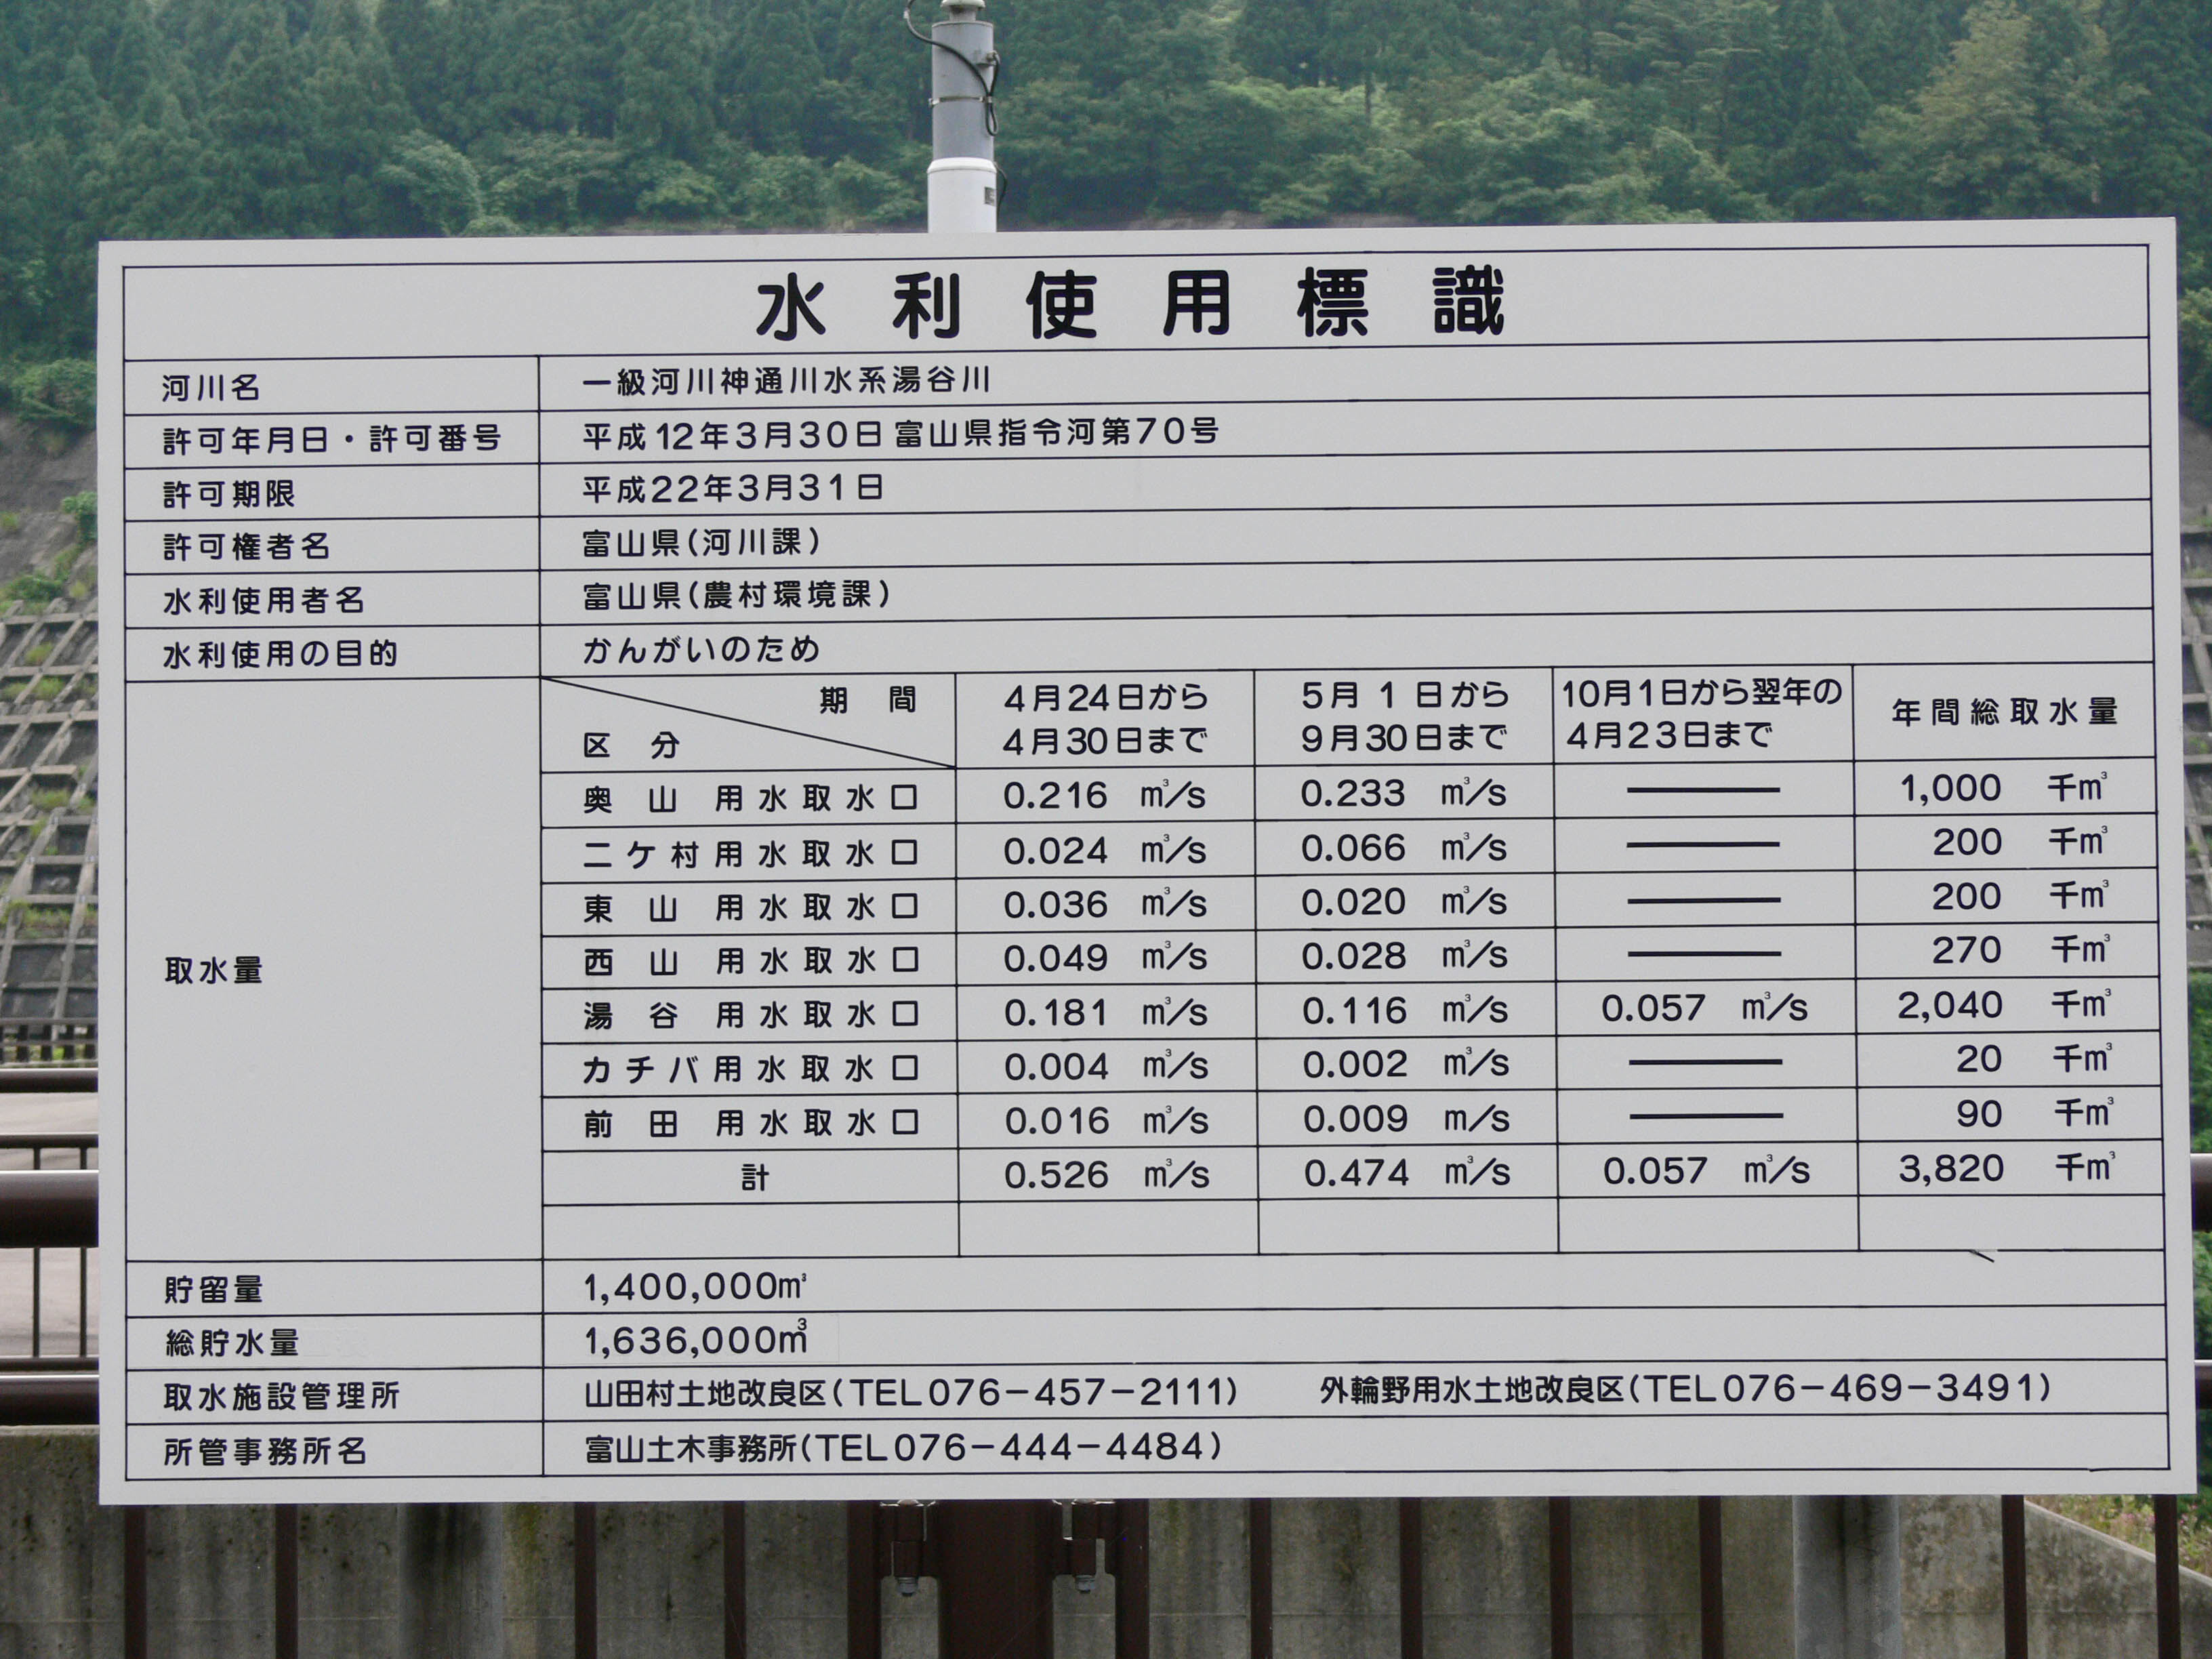 水利使用標識
河川名 一級河川神通川水系湯谷川
許可年月日・許可番号 平成12年3月30日富山県指令河第70号
許可期限 平成22年3月31日
許可権者名 富山県(河川課)
水利使用者名 富山県(農村環境課)
水利使用の目的 かんがいのため
取水量
期間 区分 4月24日から4月30日まで 5月1日から9月30日まで 10月1日から翌年の4月23日まで 年間総取水量
奥山用水取水口 0.216 m³/s 0.233 m³/s ― 1,000 千m³
二ケ村用水取水口 0.024 m³/s 0.066 m³/s ― 200 千m³
東山用水取水口 0.036 m³/s 0.020 m³/s ― 200 千m³
西山用水取水口 0.049 m³/s 0.028 m³/s ― 270 千m³
湯谷用水取水口 0.181 m³/s 0.116 m³/s 0.057 m³/s 2,040 千m³
カチバ用水取水口 0.004 m³/s 0.002 m³/s ― 20 千m³
前田用水取水口 0.016 m³/s 0.009 m/s ― 90 千m³
計 0.526 m³/s 0.474 m³/s 0.057 m³/s 3,820 千m³
貯留量 1,400,000m³
総貯水量 1,636,000m³
取水施設管理所 山田村土地改良区(TEL076-457-2111) 外輪野用水土地改良区(TEL076-469-3491)
所管事務所名 富山土木事務所(TEL076-444-4484)